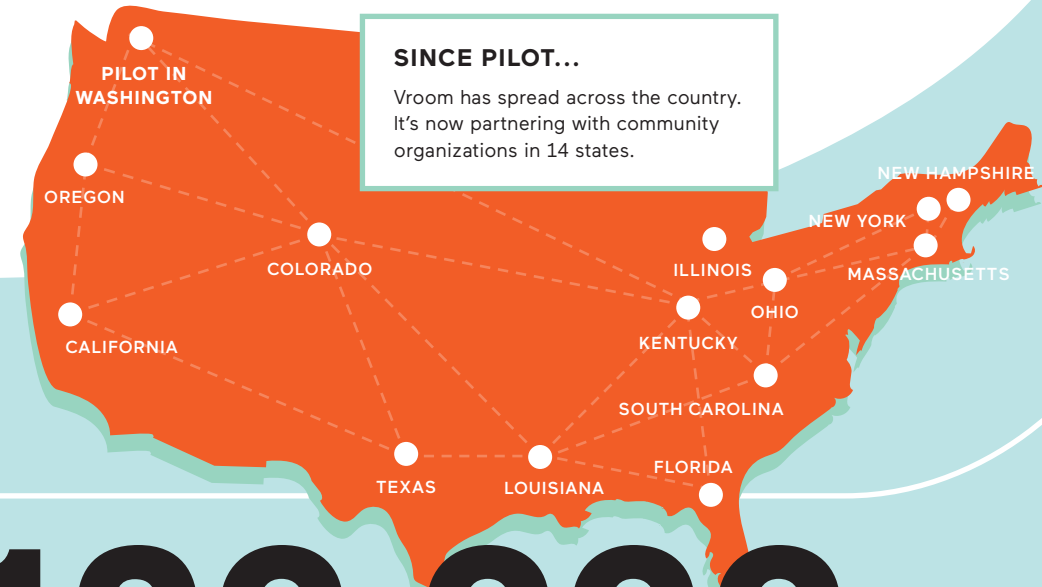 SINCE PILOT...
Vroom has spread across the country.
It's now partnering with community
organizations in 14 states.
PILOT IN
WASHINGTON
OREGON
COLORADO
CALIFORNIA
TEXAS
LOUISIANA
NEW HAMPSHIRE
NEW YORK
MASSACHUSETTS
ILLINOIS
OHIO
KENTUCKY
SOUTH CAROLINA
FLORIDA